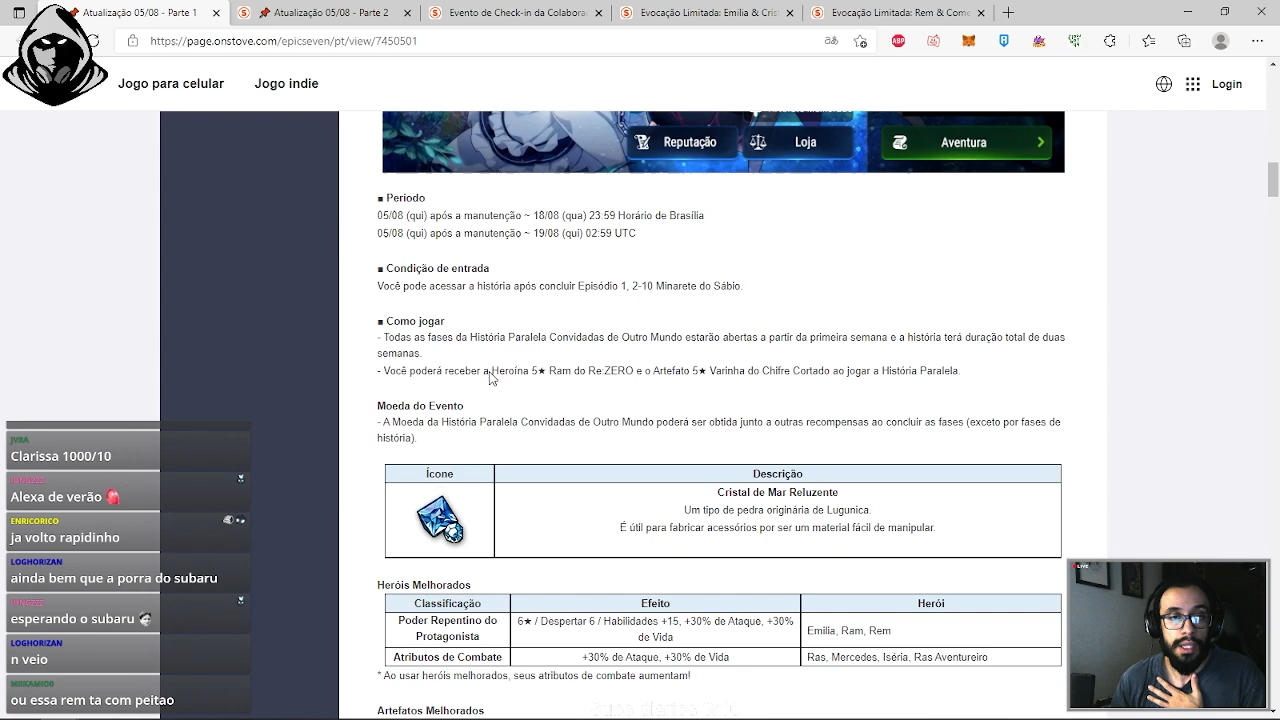 Atualização 05/08 - Parte 1
Atualização 05/08 - Parte 2
Evento de Check-in da Colabora
Evocação Limitada: Emilia & Cri
Evocação Limitada: Rem & Come
https://page.onstove.com/epicseven/pt/view/7450501
ABP
Jogo para celular
Jogo indie
Login
Reputação
Loja
Aventura
■ Período
05/08 (qui) após a manutenção ~ 18/08 (qua) 23:59 Horário de Brasília
05/08 (qui) após a manutenção ~ 19/08 (qui) 02:59 UTC
■ Condição de entrada
Você pode acessar a história após concluir Episódio 1, 2-10 Minarete do Sábio.
■ Como jogar
- Todas as fases da História Paralela Convidadas de Outro Mundo estarão abertas a partir da primeira semana e a história terá duração total de duas
semanas.
- Você poderá receber a Heroína 5★ Ram do Re:ZERO e o Artefato 5★ Varinha do Chifre Cortado ao jogar a História Paralela.
Moeda do Evento
- A Moeda da História Paralela Convidadas de Outro Mundo poderá ser obtida junto a outras recompensas ao concluir as fases (exceto por fases de
história).
Ícone
Descrição
Cristal de Mar Reluzente
Um tipo de pedra originária de Lugunica.
É útil para fabricar acessórios por ser um material fácil de manipular.
Heróis Melhorados
Classificação
Efeito
Herói
Poder Repentino do
Protagonista
6★ / Despertar 6 / Habilidades +15, +30% de Ataque, +30%
de Vida
Emilia, Ram, Rem
Atributos de Combate
+30% de Ataque, +30% de Vida
Ras, Mercedes, Iséria, Ras Aventureiro
* Ao usar heróis melhorados, seus atributos de combate aumentam!
Artefatos Melhorados
JVRA
Clarissa 1000/10
Alexa de verão
ENRICORICO
ja volto rapidinho
LOGHORIZAN
ainda bem que a porra do subaru
esperando o subaru
LOGHORIZAN
n veio
ou essa rem ta com peitao
LIVE